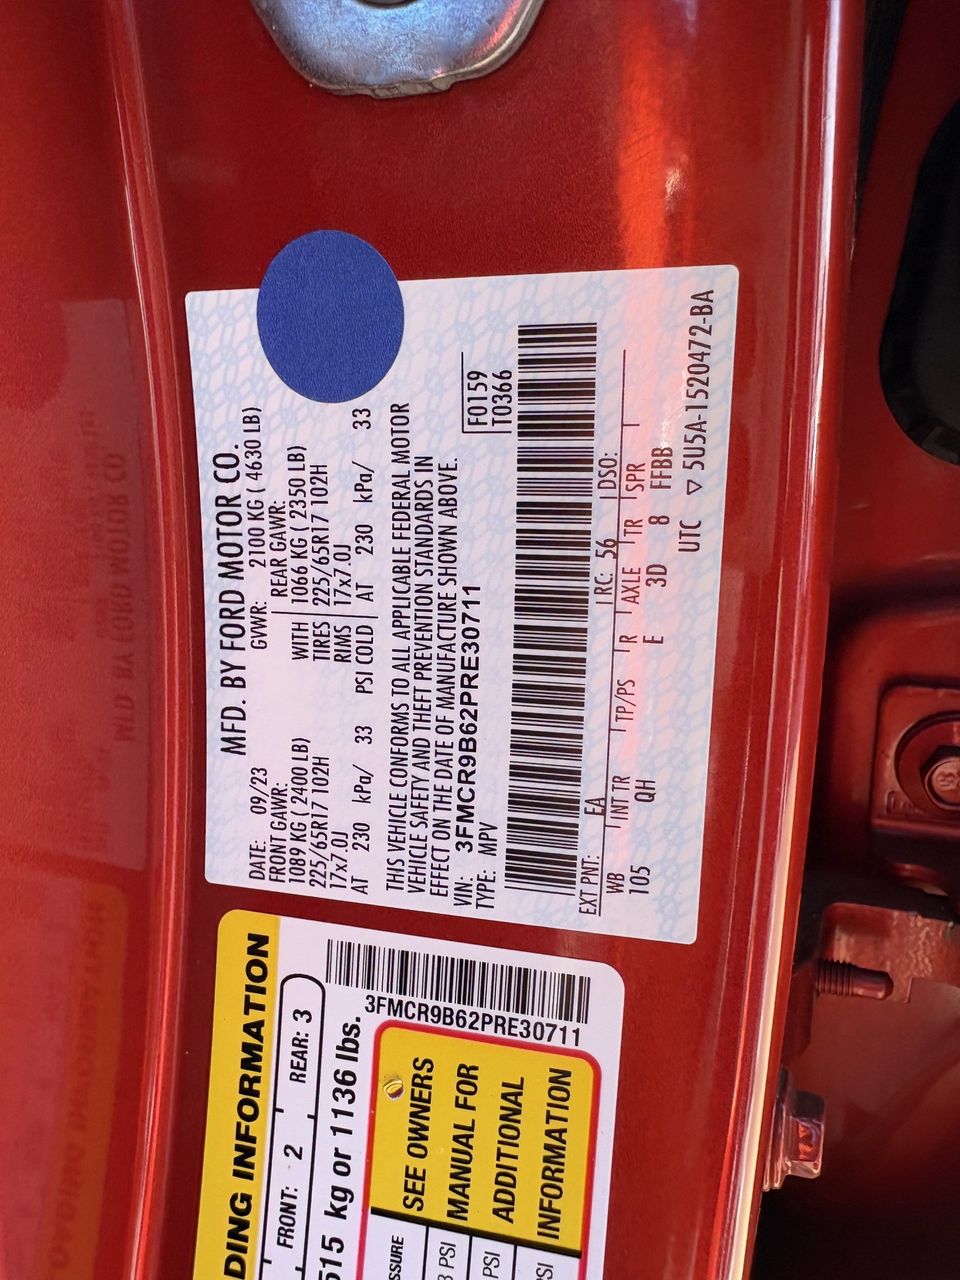 MFD. BY FORD MOTOR CO.
DATE: 09/23 GVWR: 2100 KG ( 4630 LB)
FRONT GAWR: REAR GAWR:
1089 KG ( 2400 LB) WITH 1066 KG ( 2350 LB)
225/65R17 102H TIRES 225/65R17 102H
17x7.0J RIMS 17x7.0J
AT 230 kPa/ 33 PSI COLD AT 230 kPa/ 33
THIS VEHICLE CONFORMS TO ALL APPLICABLE FEDERAL MOTOR
VEHICLE SAFETY AND THEFT PREVENTION STANDARDS IN
EFFECT ON THE DATE OF MANUFACTURE SHOWN ABOVE.
VIN: 3FMCR9B62PRE30711 F0159
TYPE: MPV T0366
EXT PNT: EA RC: 56 DSO:
WB INT TR TP/PS R AXLE TR SPR
105 QH E 3D 8 FFBB
UTC ▽ 5U5A-1520472-BA
DING INFORMATION
FRONT: 2 REAR: 3
515 kg or 1136 lbs.
3FMCR9B62PRE30711
SEE OWNERS
MANUAL FOR
ADDITIONAL
INFORMATION
SSURE
PSI
PSI
PSI